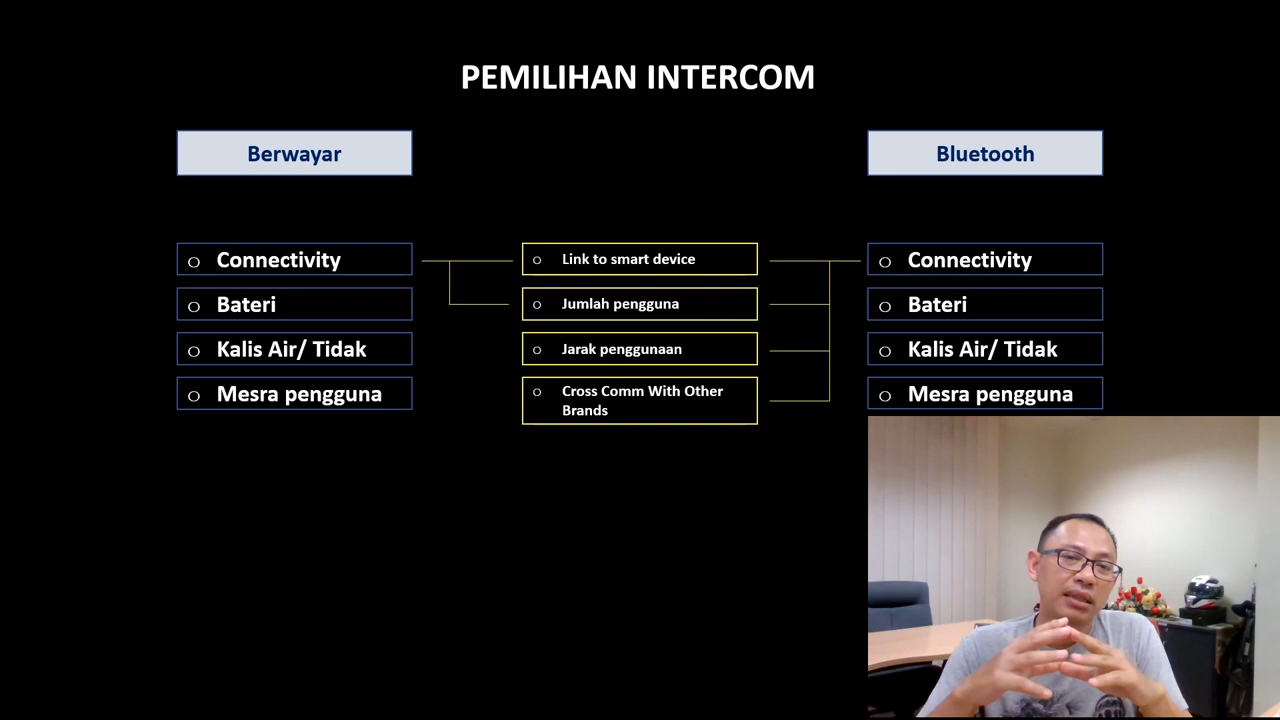 PEMILIHAN INTERCOM
Berwayar
Bluetooth
Connectivity
Bateri
Kalis Air/ Tidak
Mesra pengguna
Link to smart device
Jumlah pengguna
Jarak penggunaan
Cross Comm With Other
Brands
Connectivity
Bateri
Kalis Air/ Tidak
Mesra pengguna